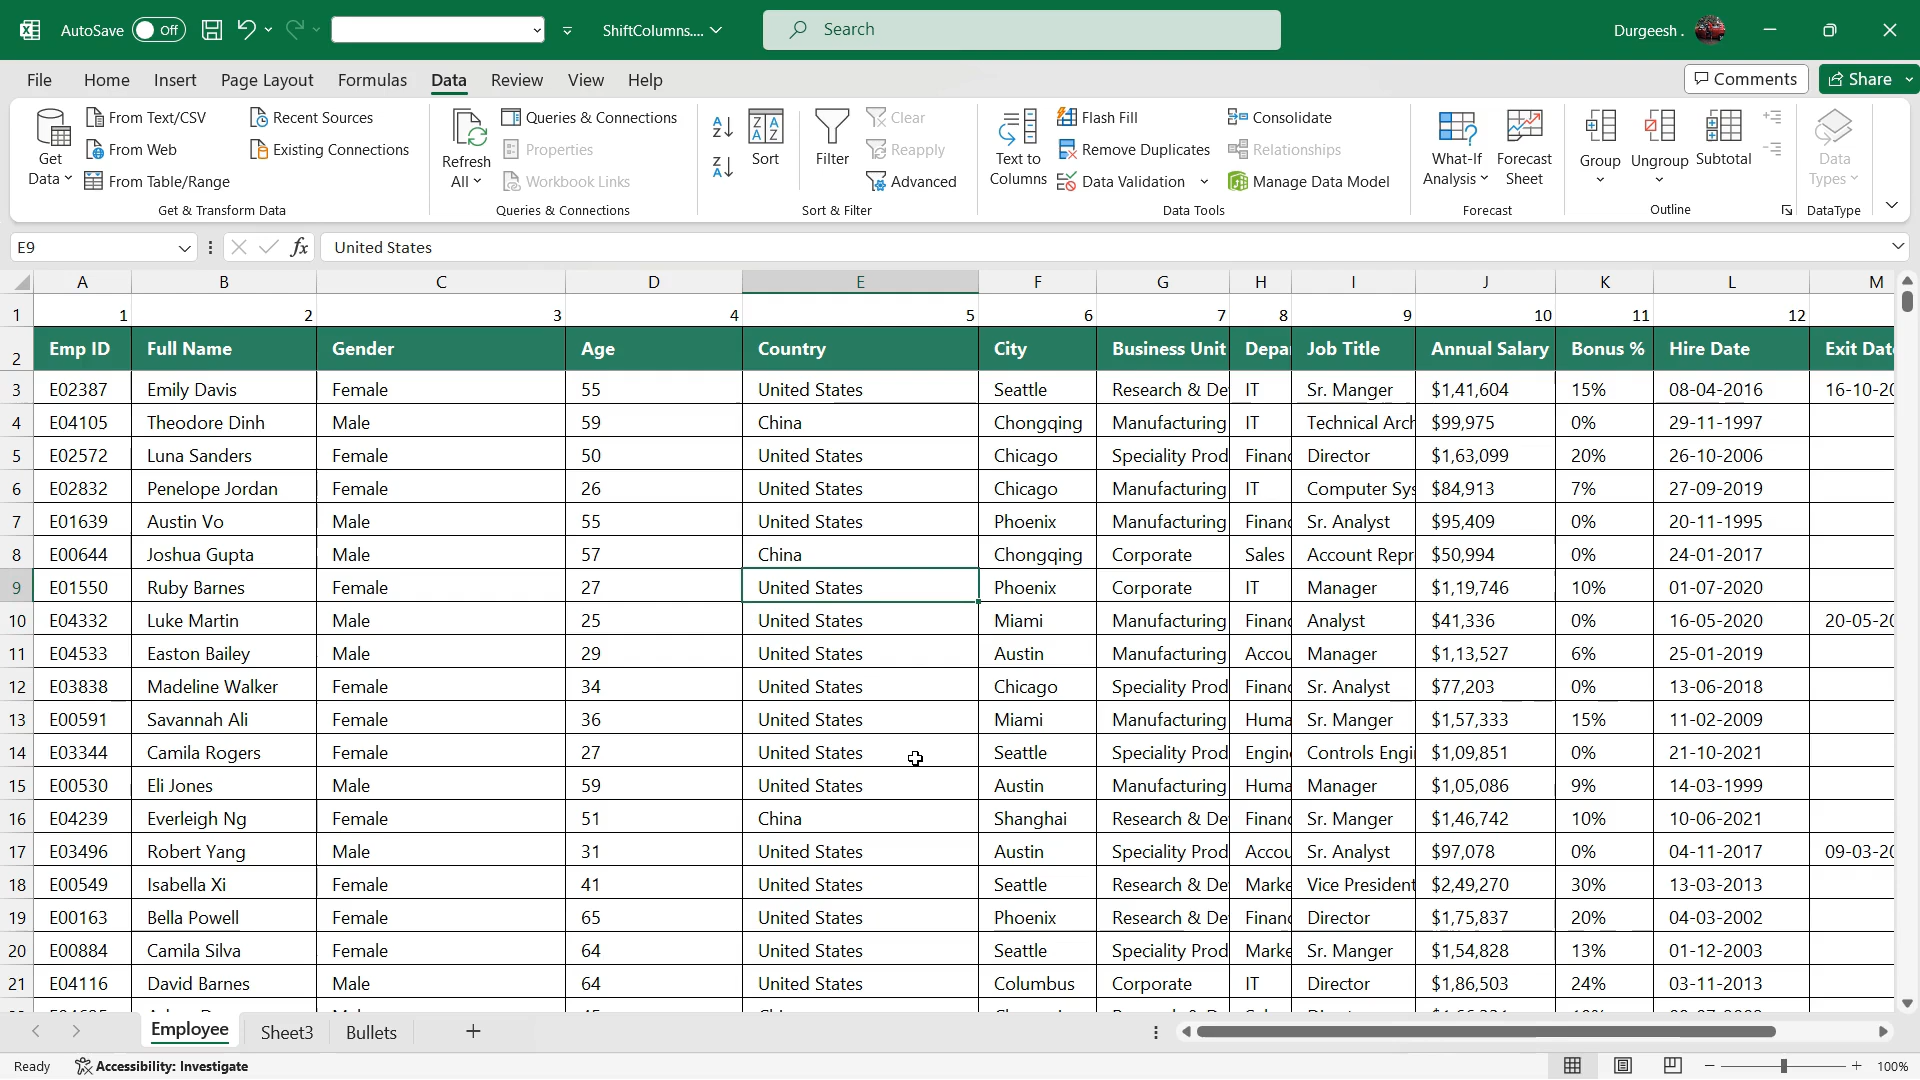 AutoSave Off ShiftColumns.... Search Durgeesh .
File Home Insert Page Layout Formulas Data Review View Help Comments Share
Get Data
From Text/CSV
From Web
From Table/Range
Recent Sources
Existing Connections
Get & Transform Data
Refresh All
Queries & Connections
Properties
Workbook Links
Queries & Connections
Sort
Filter
Clear
Reapply
Advanced
Sort & Filter
Text to Columns
Flash Fill
Remove Duplicates
Data Validation
Consolidate
Relationships
Manage Data Model
Data Tools
What-If Analysis
Forecast Sheet
Forecast
Group
Ungroup
Subtotal
Outline
Data Types
DataType
E9 fx United States
A B C D E F G H I J K L M
1 1 2 3 4 5 6 7 8 9 10 11 12
2 Emp ID Full Name Gender Age Country City Business Unit Depa Job Title Annual Salary Bonus % Hire Date Exit Dat
3 E02387 Emily Davis Female 55 United States Seattle Research & De IT Sr. Manger $1,41,604 15% 08-04-2016 16-10-20
4 E04105 Theodore Dinh Male 59 China Chongqing Manufacturing IT Technical Arch $99,975 0% 29-11-1997
5 E02572 Luna Sanders Female 50 United States Chicago Speciality Prod Financ Director $1,63,099 20% 26-10-2006
6 E02832 Penelope Jordan Female 26 United States Chicago Manufacturing IT Computer Sys $84,913 7% 27-09-2019
7 E01639 Austin Vo Male 55 United States Phoenix Manufacturing Financ Sr. Analyst $95,409 0% 20-11-1995
8 E00644 Joshua Gupta Male 57 China Chongqing Corporate Sales Account Repr $50,994 0% 24-01-2017
9 E01550 Ruby Barnes Female 27 United States Phoenix Corporate IT Manager $1,19,746 10% 01-07-2020
10 E04332 Luke Martin Male 25 United States Miami Manufacturing Financ Analyst $41,336 0% 16-05-2020 20-05-20
11 E04533 Easton Bailey Male 29 United States Austin Manufacturing Accou Manager $1,13,527 6% 25-01-2019
12 E03838 Madeline Walker Female 34 United States Chicago Speciality Prod Financ Sr. Analyst $77,203 0% 13-06-2018
13 E00591 Savannah Ali Female 36 United States Miami Manufacturing Huma Sr. Manger $1,57,333 15% 11-02-2009
14 E03344 Camila Rogers Female 27 United States Seattle Speciality Prod Engine Controls Engi $1,09,851 0% 21-10-2021
15 E00530 Eli Jones Male 59 United States Austin Manufacturing Huma Manager $1,05,086 9% 14-03-1999
16 E04239 Everleigh Ng Female 51 China Shanghai Research & De Financ Sr. Manger $1,46,742 10% 10-06-2021
17 E03496 Robert Yang Male 31 United States Austin Speciality Prod Accou Sr. Analyst $97,078 0% 04-11-2017 09-03-20
18 E00549 Isabella Xi Female 41 United States Seattle Research & De Marke Vice President $2,49,270 30% 13-03-2013
19 E00163 Bella Powell Female 65 United States Phoenix Research & De Financ Director $1,75,837 20% 04-03-2002
20 E00884 Camila Silva Female 64 United States Seattle Speciality Prod Marke Sr. Manger $1,54,828 13% 01-12-2003
21 E04116 David Barnes Male 64 United States Columbus Corporate IT Director $1,86,503 24% 03-11-2013
Employee Sheet3 Bullets
Ready Accessibility: Investigate 100%